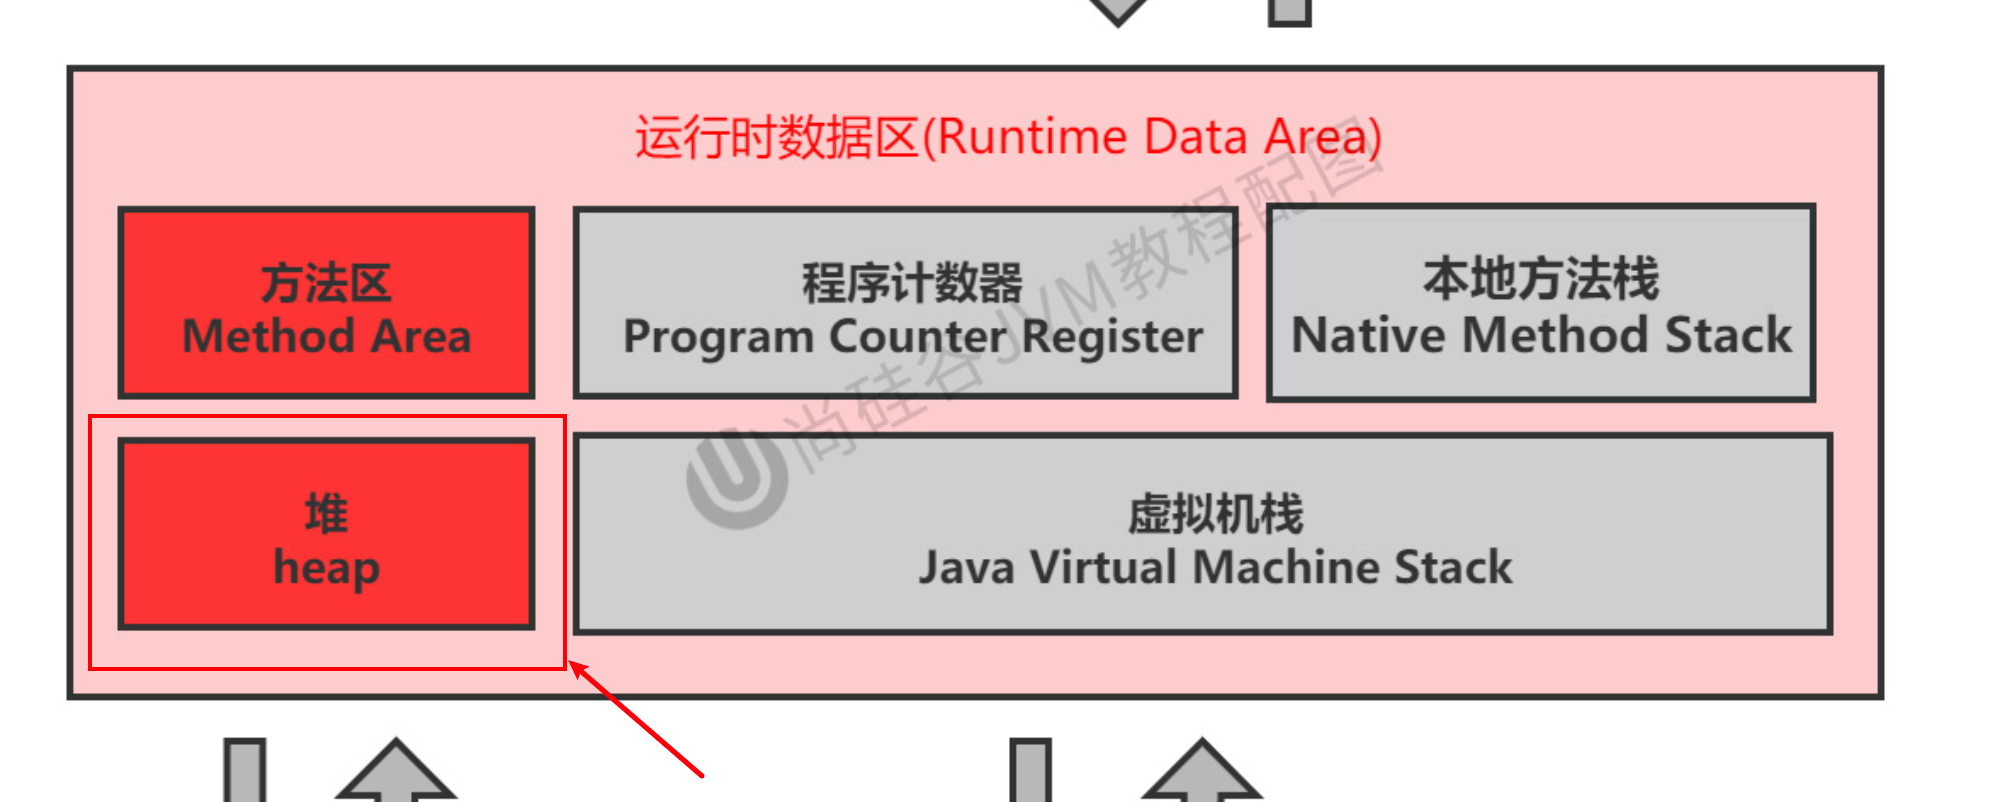 运行时数据区(Runtime Data Area)
方法区
Method Area
程序计数器
Program Counter Register
本地方法栈
Native Method Stack
堆
heap
虚拟机栈
Java Virtual Machine Stack
尚硅谷JVM教程配图